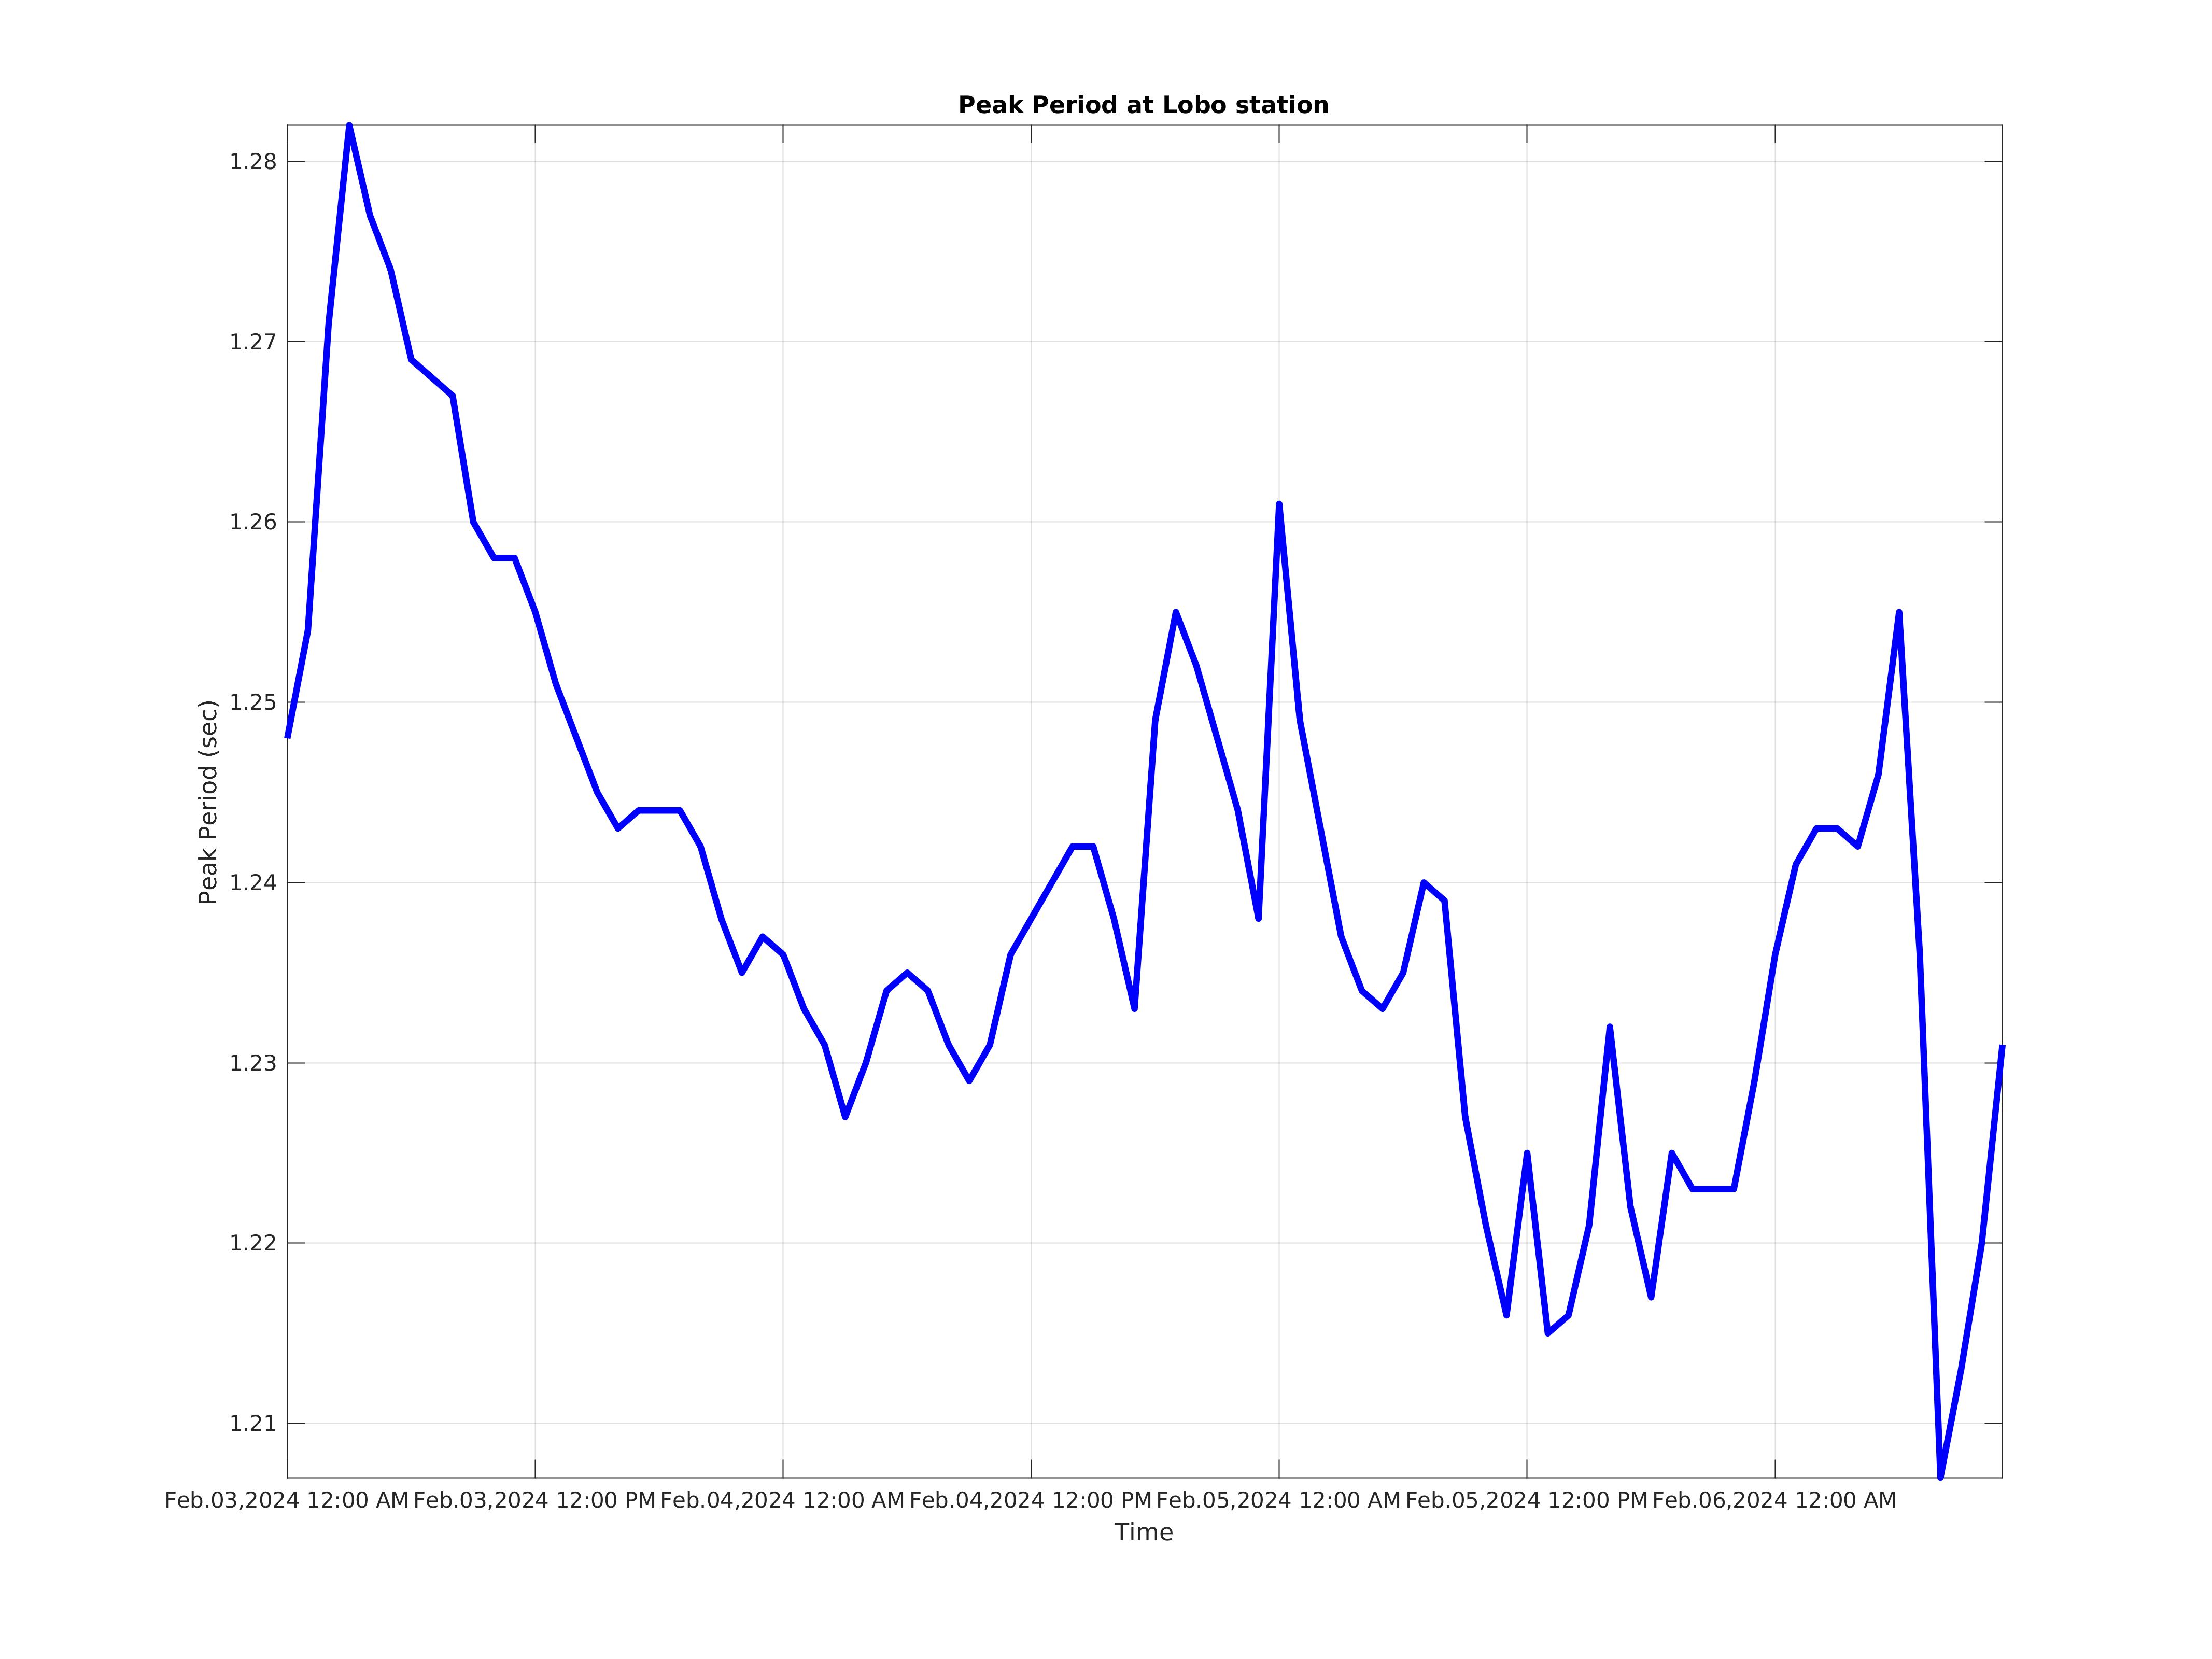 Peak Period at Lobo station
1.28
1.27
1.26
1.25
1.24
1.23
1.22
1.21
Peak Period (sec)
Feb.03,2024 12:00 AM Feb.03,2024 12:00 PM Feb.04,2024 12:00 AM Feb.04,2024 12:00 PM Feb.05,2024 12:00 AM Feb.05,2024 12:00 PM Feb.06,2024 12:00 AM
Time